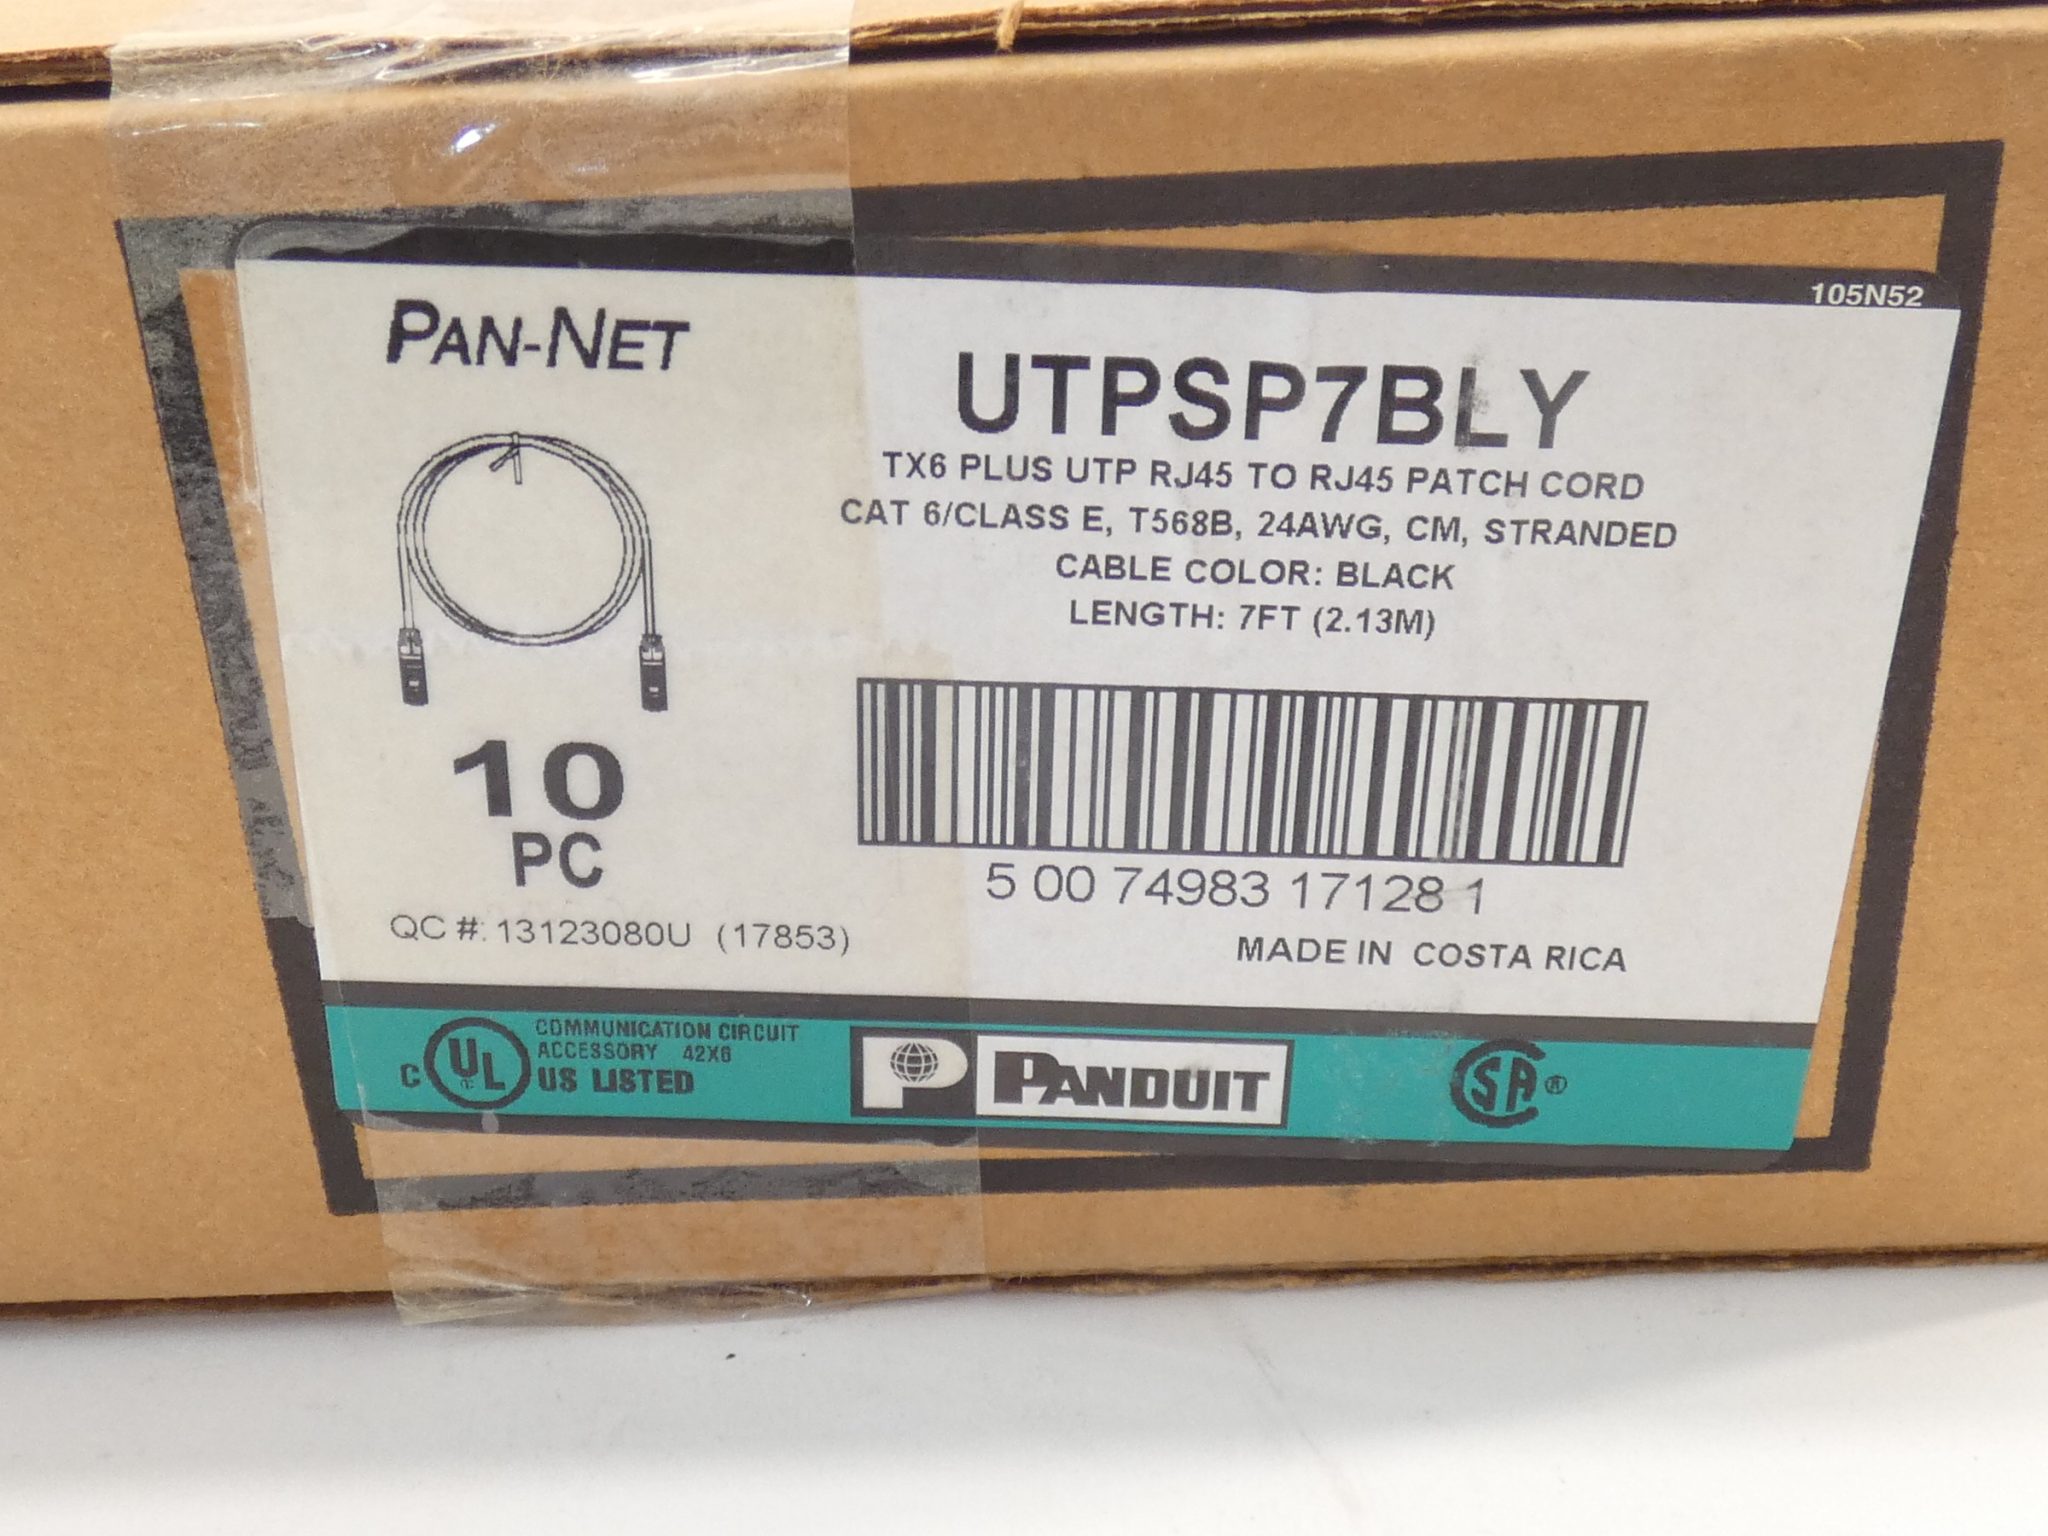 105N52
PAN-NET
UTPSP7BLY
TX6 PLUS UTP RJ45 TO RJ45 PATCH CORD
CAT 6/CLASS E, T568B, 24AWG, CM, STRANDED
CABLE COLOR: BLACK
LENGTH: 7FT (2.13M)
10
PC
5 00 74983 17128 1
QC #: 13123080U (17853)
MADE IN COSTA RICA
C UL US LISTED
COMMUNICATION CIRCUIT
ACCESSORY 42X6
P PANDUIT
CSA ®